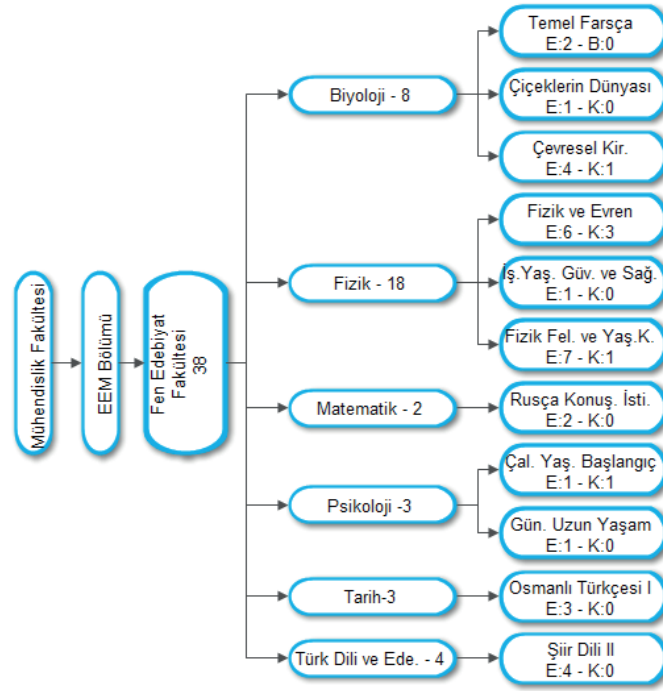 Mühendislik Fakültesi
EEM Bölümü
Fen Edebiyat
Fakültesi
38
Biyoloji - 8
Temel Farsça
E:2 - B:0
Çiçeklerin Dünyası
E:1 - K:0
Çevresel Kir.
E:4 - K:1
Fizik - 18
Fizik ve Evren
E:6 - K:3
İş.Yaş. Güv. ve Sağ.
E:1 - K:0
Fizik Fel. ve Yaş.K.
E:7 - K:1
Matematik - 2
Rusça Konuş. İsti.
E:2 - K:0
Psikoloji -3
Çal. Yaş. Başlangıç
E:1 - K:1
Gün. Uzun Yaşam
E:1 - K:0
Tarih-3
Osmanlı Türkçesi I
E:3 - K:0
Türk Dili ve Ede. - 4
Şiir Dili II
E:4 - K:0